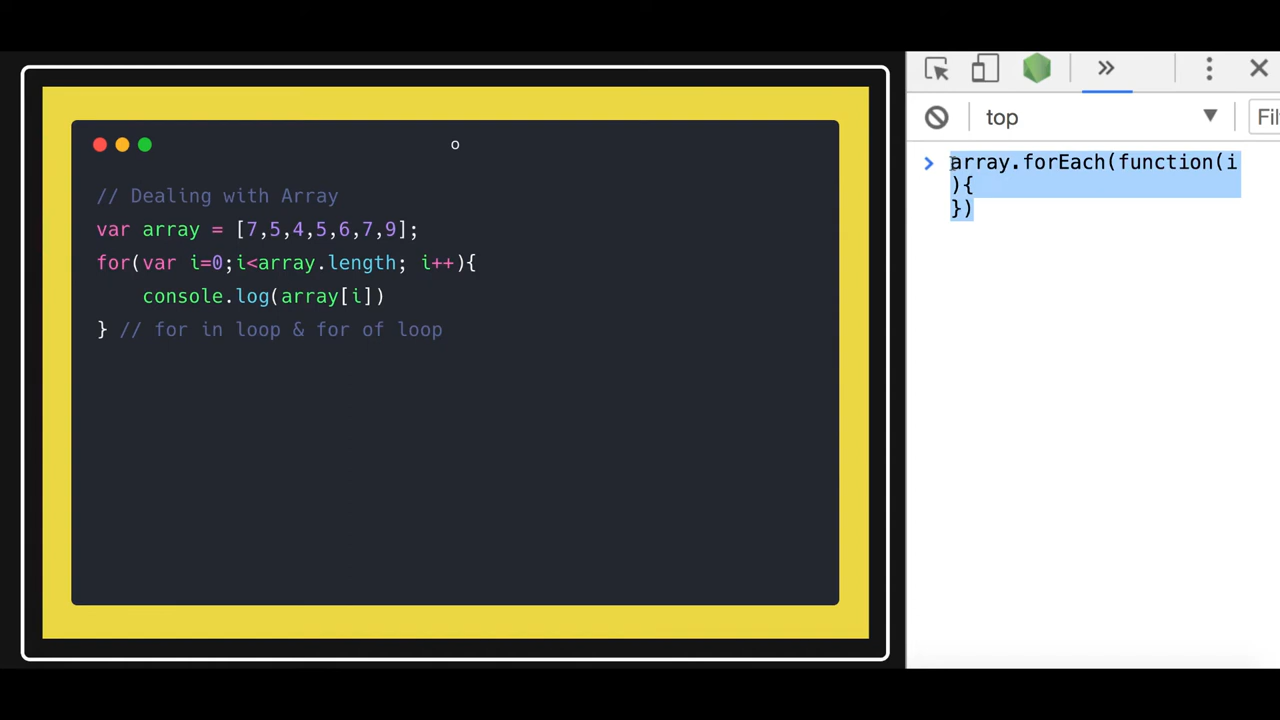 o
// Dealing with Array
var array = [7,5,4,5,6,7,9];
for(var i=0;i<array.length; i++){
    console.log(array[i])
} // for in loop & for of loop
top
Fil
array.forEach(function(i
){
})